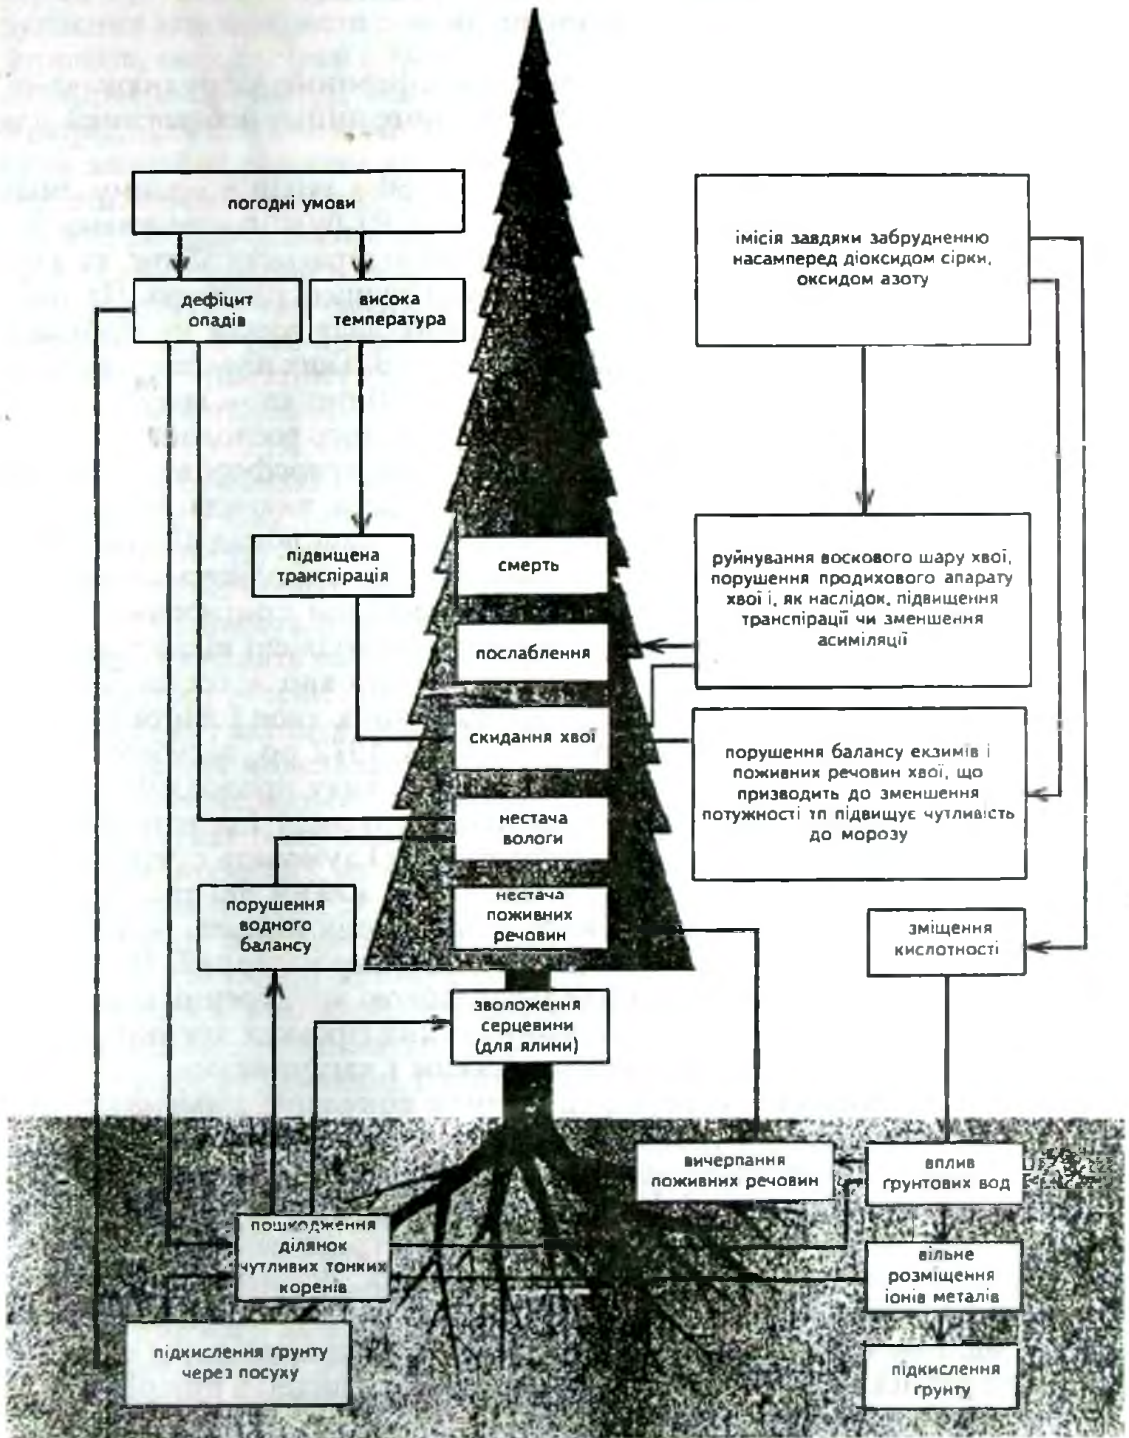 погодні умови
дефіцит
опадів
висока
температура
імісія завдяки забрудненню
насамперед діоксидом сірки,
оксидом азоту
підвищена
транспірація
смерть
послаблення
скидання хвої
нестача
вологи
нестача
поживних
речовин
руйнування воскового шару хвої,
порушення продихового апарату
хвої і, як наслідок, підвищення
транспірації чи зменшення
асиміляції
порушення балансу екзимів і
поживних речовин хвої, що
призводить до зменшення
потужності тп підвищує чутливість
до морозу
порушення
водного
балансу
зміщення
кислотності
зволоження
серцевини
(для ялини)
вичерпання
поживних речовин
вплив
ґрунтових вод
пошкодження
ділянок
чутливих тонких
коренів
вільне
розміщення
іонів металів
підкислення ґрунту
через посуху
підкислення
ґрунту